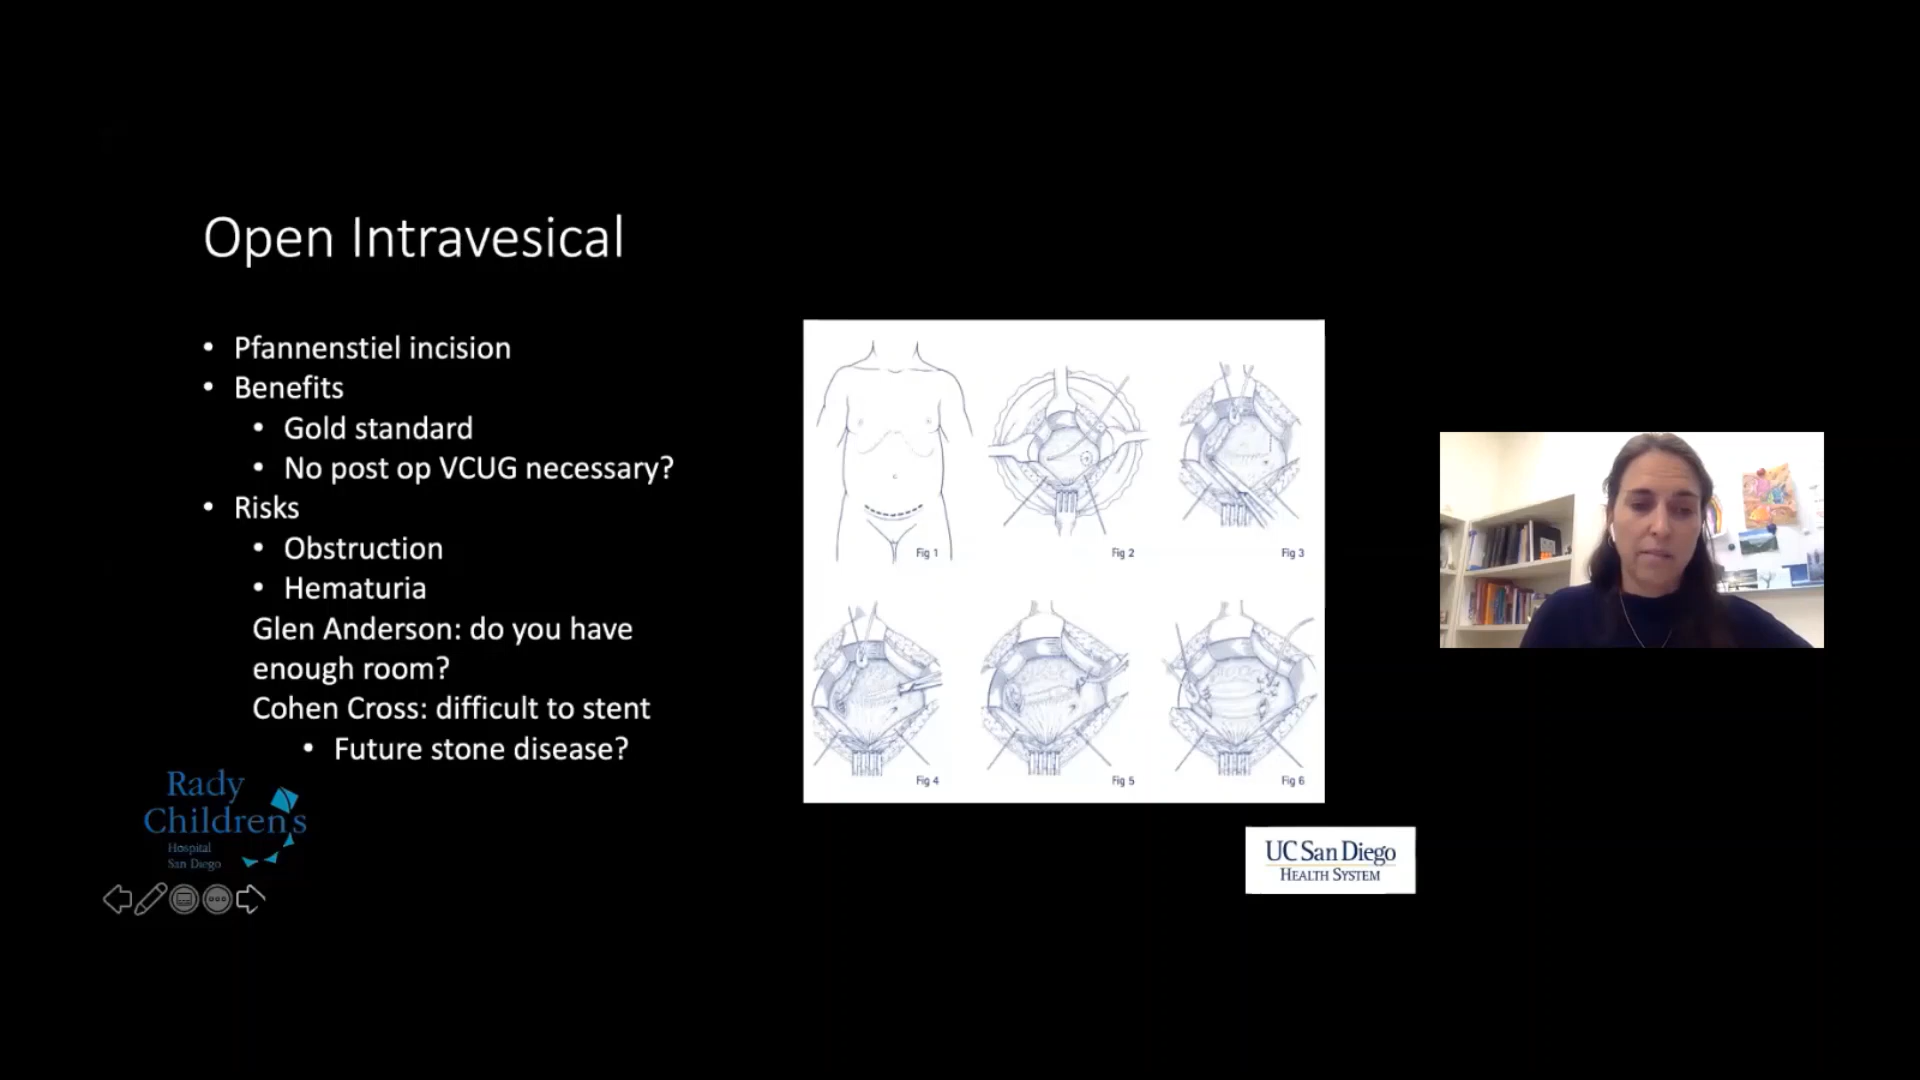 Open Intravesical
• Pfannenstiel incision
• Benefits
• Gold standard
• No post op VCUG necessary?
• Risks
• Obstruction
• Hematuria
Glen Anderson: do you have
enough room?
Cohen Cross: difficult to stent
• Future stone disease?
Fig 1
Fig 2
Fig 3
Fig 4
Fig 5
Fig 6
Rady
Children's
Hospital
San Diego
UC San Diego
HEALTH SYSTEM